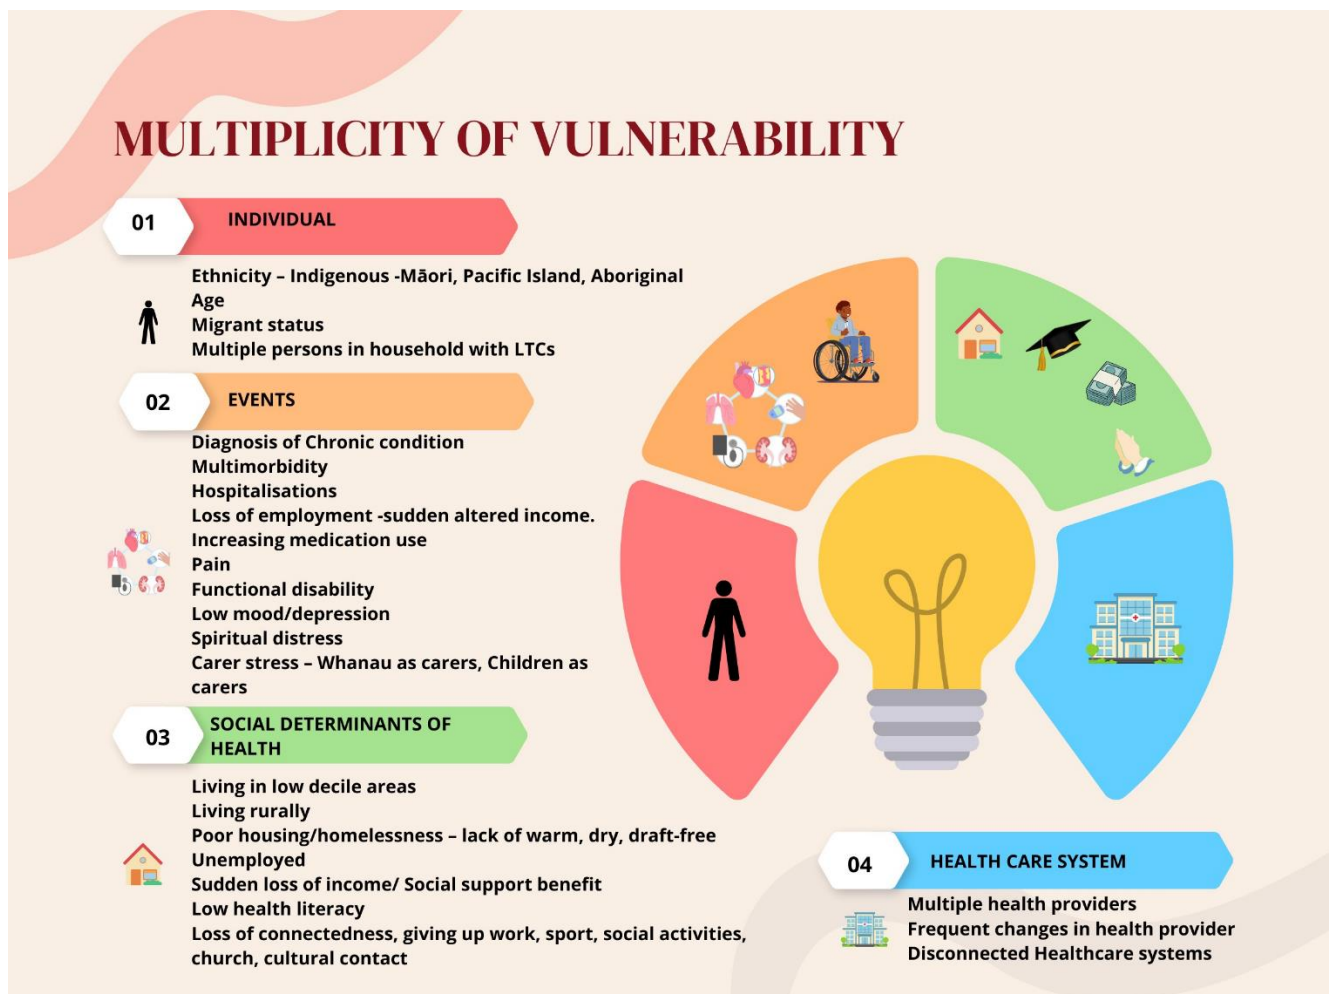 MULTIPLICITY OF VULNERABILITY
01
INDIVIDUAL
Ethnicity – Indigenous -Māori, Pacific Island, Aboriginal
Age
Migrant status
Multiple persons in household with LTCs
02
EVENTS
Diagnosis of Chronic condition
Multimorbidity
Hospitalisations
Loss of employment -sudden altered income.
Increasing medication use
Pain
Functional disability
Low mood/depression
Spiritual distress
Carer stress – Whanau as carers, Children as
carers
03
SOCIAL DETERMINANTS OF
HEALTH
Living in low decile areas
Living rurally
Poor housing/homelessness – lack of warm, dry, draft-free
Unemployed
Sudden loss of income/ Social support benefit
Low health literacy
Loss of connectedness, giving up work, sport, social activities,
church, cultural contact
04
HEALTH CARE SYSTEM
Multiple health providers
Frequent changes in health provider
Disconnected Healthcare systems